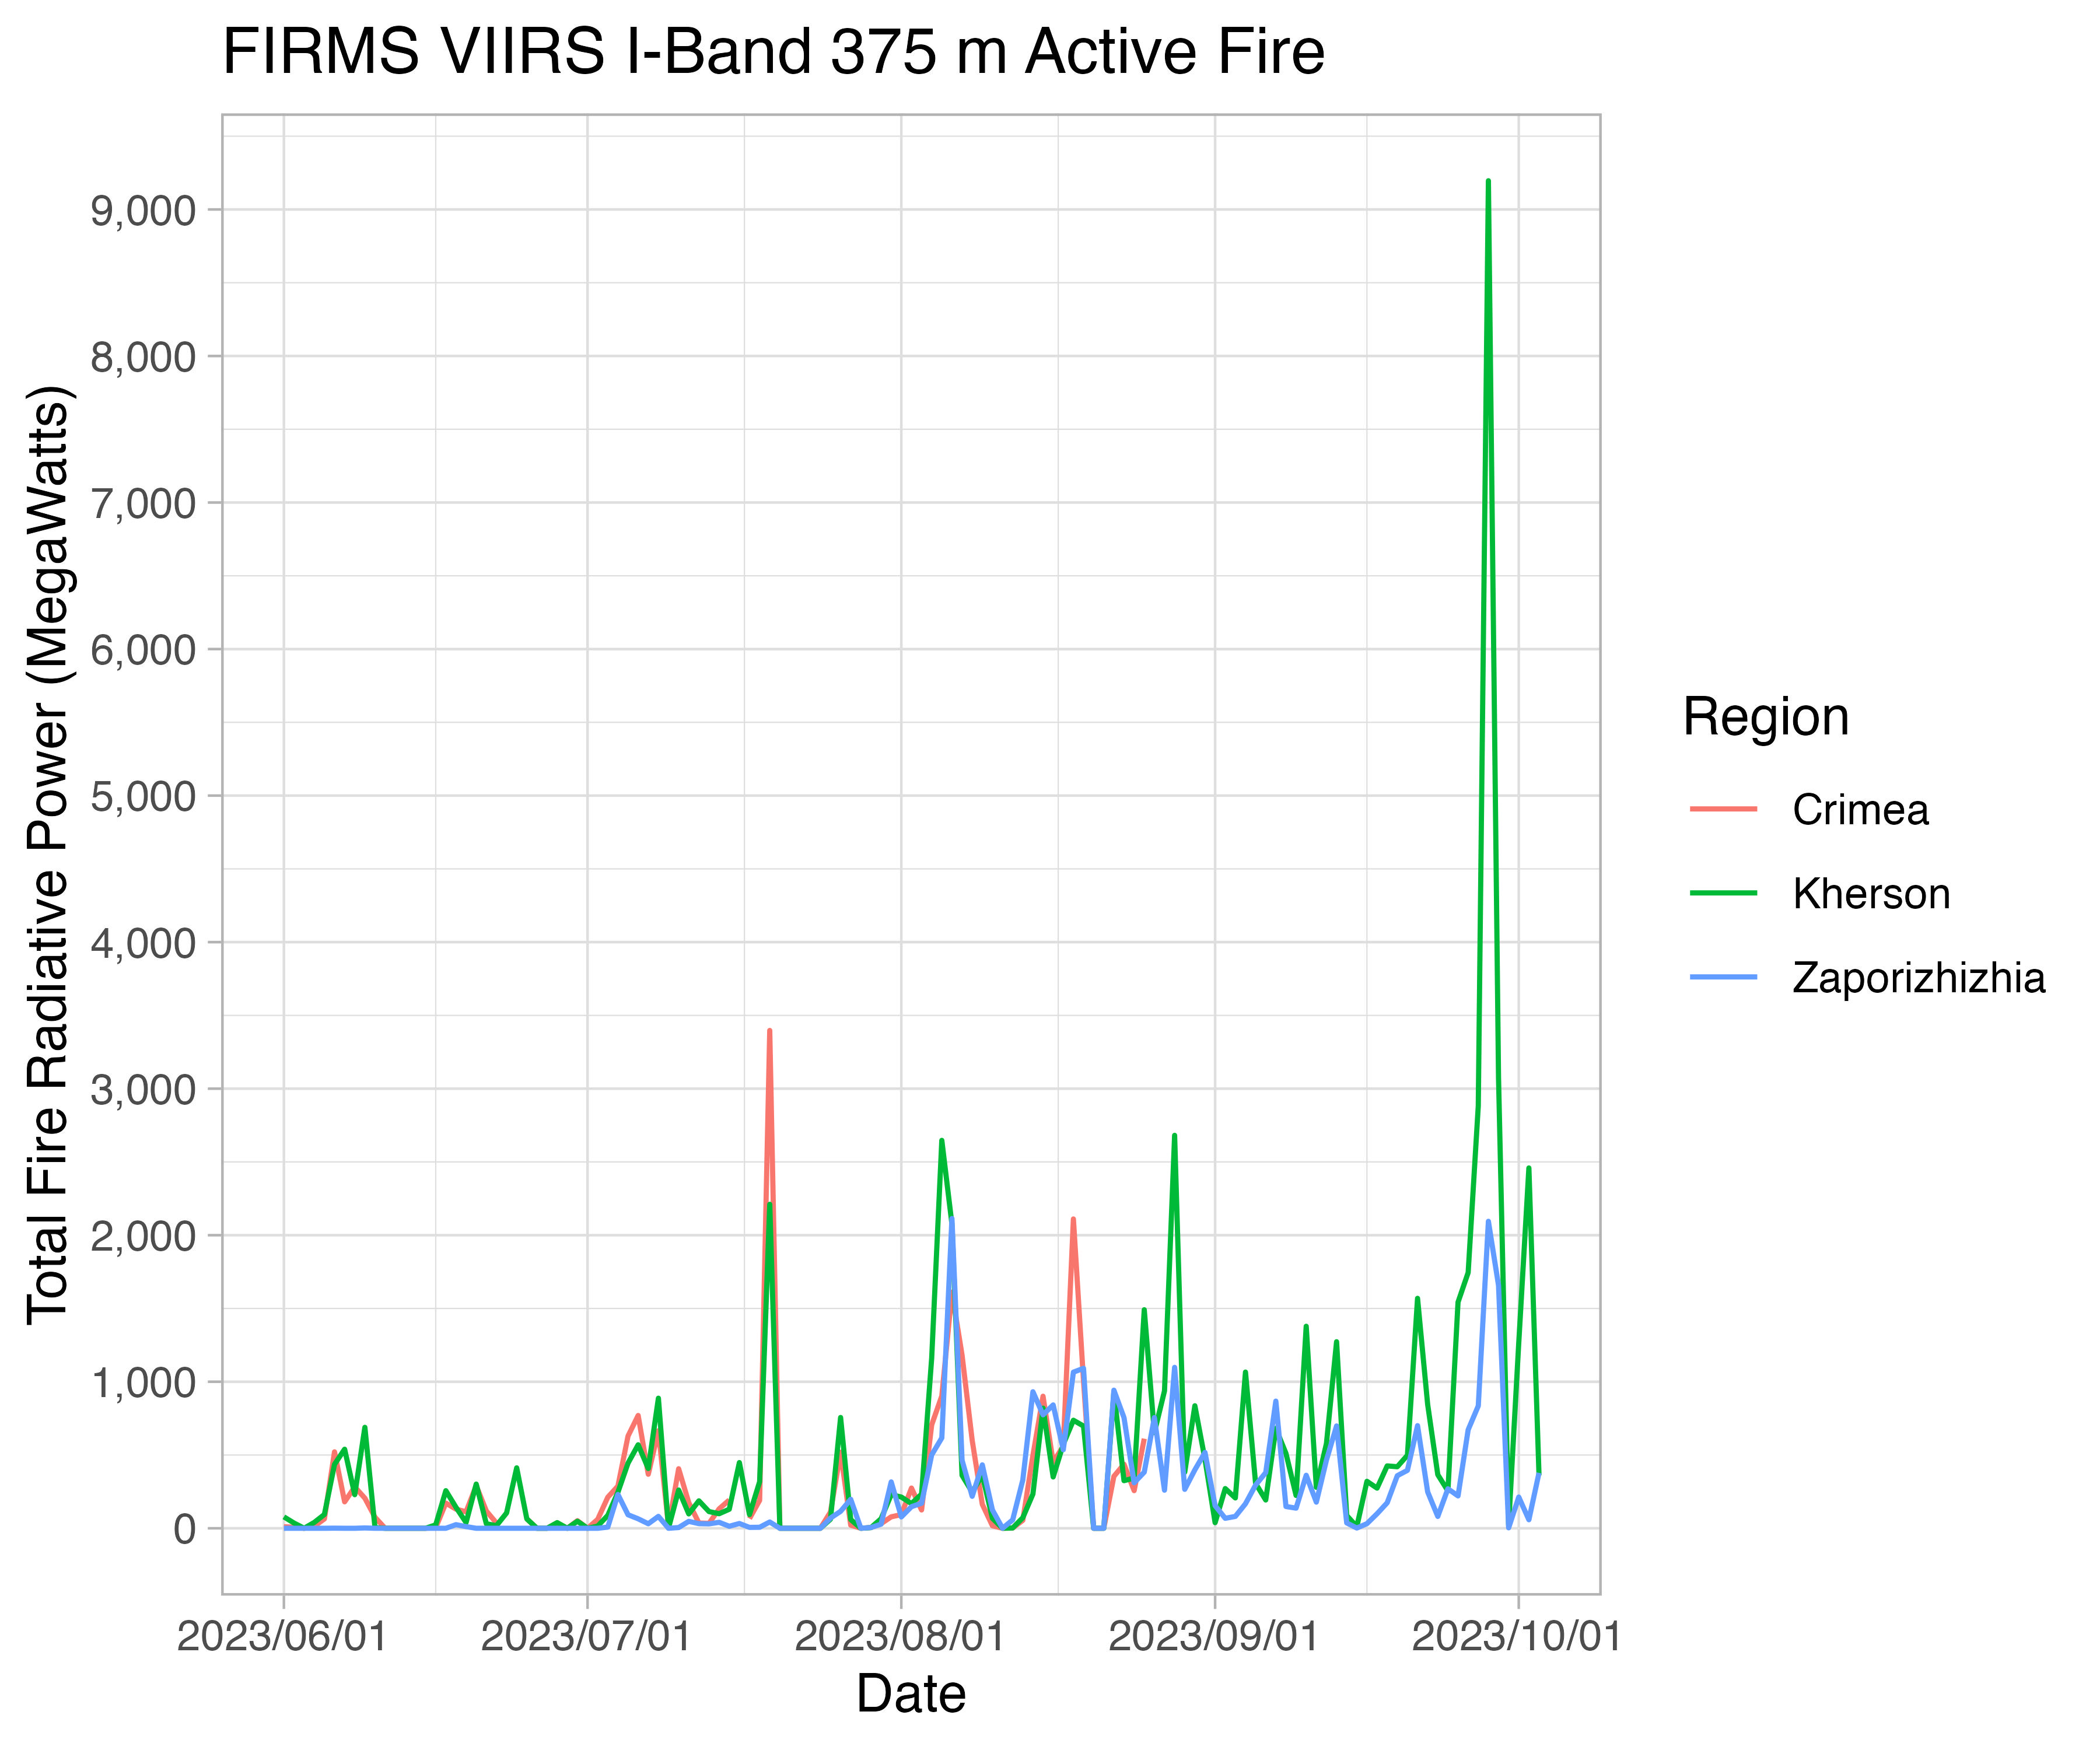 FIRMS VIIRS I-Band 375 m Active Fire
Total Fire Radiative Power (MegaWatts)
9,000
8,000
7,000
6,000
5,000
4,000
3,000
2,000
1,000
0
2023/06/01
2023/07/01
2023/08/01
2023/09/01
2023/10/01
Date
Region
Crimea
Kherson
Zaporizhizhia